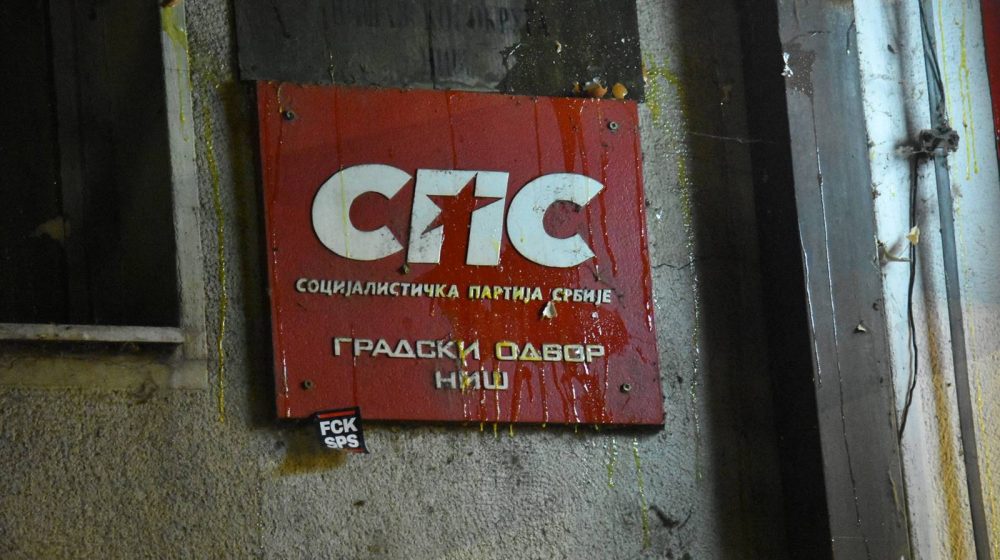 СПС
СОЦИЈАЛИСТИЧКА ПАРТИЈА СРБИЈЕ
ГРАДСКИ ОДБОР
НИШ
FCK
SPS